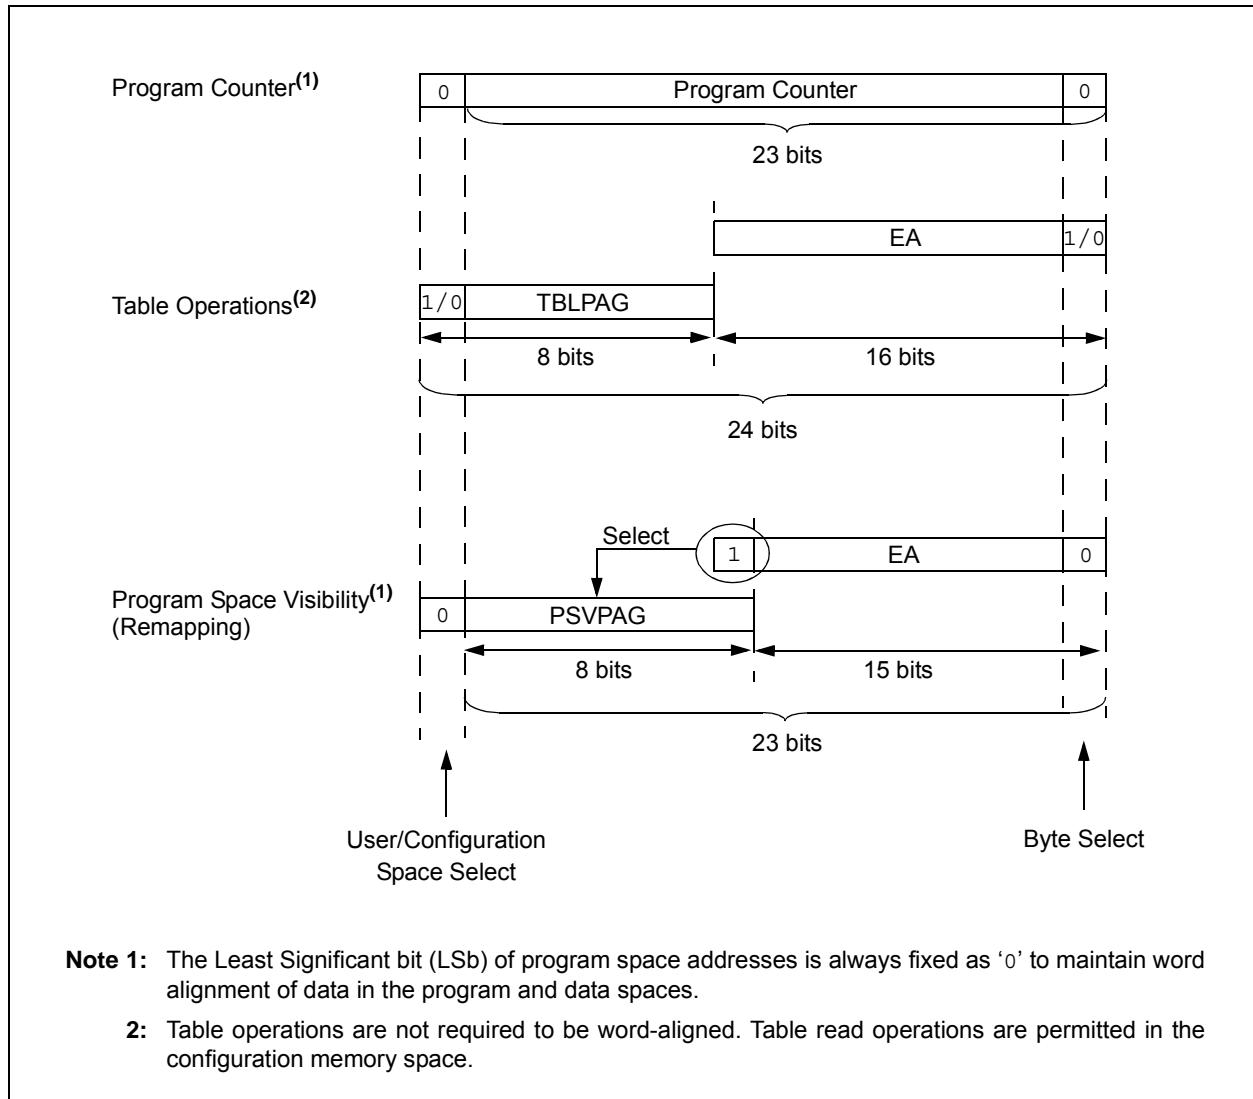 Program Counter(1)
0 Program Counter 0
23 bits
EA 1/0
Table Operations(2)
1/0 TBLPAG
8 bits 16 bits
24 bits
Select
1 EA 0
Program Space Visibility(1)
(Remapping)
0 PSVPAG
8 bits 15 bits
23 bits
User/Configuration
Space Select
Byte Select
Note 1: The Least Significant bit (LSb) of program space addresses is always fixed as ‘0’ to maintain word
alignment of data in the program and data spaces.
2: Table operations are not required to be word-aligned. Table read operations are permitted in the
configuration memory space.